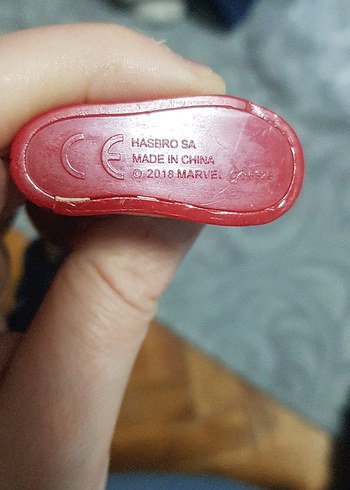 CE HASBRO SA
MADE IN CHINA
© 2018 MARVEL